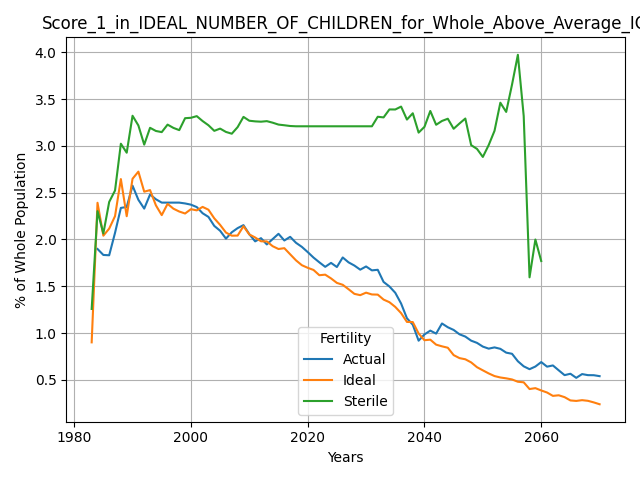 Score_1_in_IDEAL_NUMBER_OF_CHILDREN_for_Whole_Above_Average_IQ
4.0
3.5
3.0
2.5
2.0
1.5
1.0
0.5
% of Whole Population
Fertility
Actual
Ideal
Sterile
1980 2000 2020 2040 2060
Years